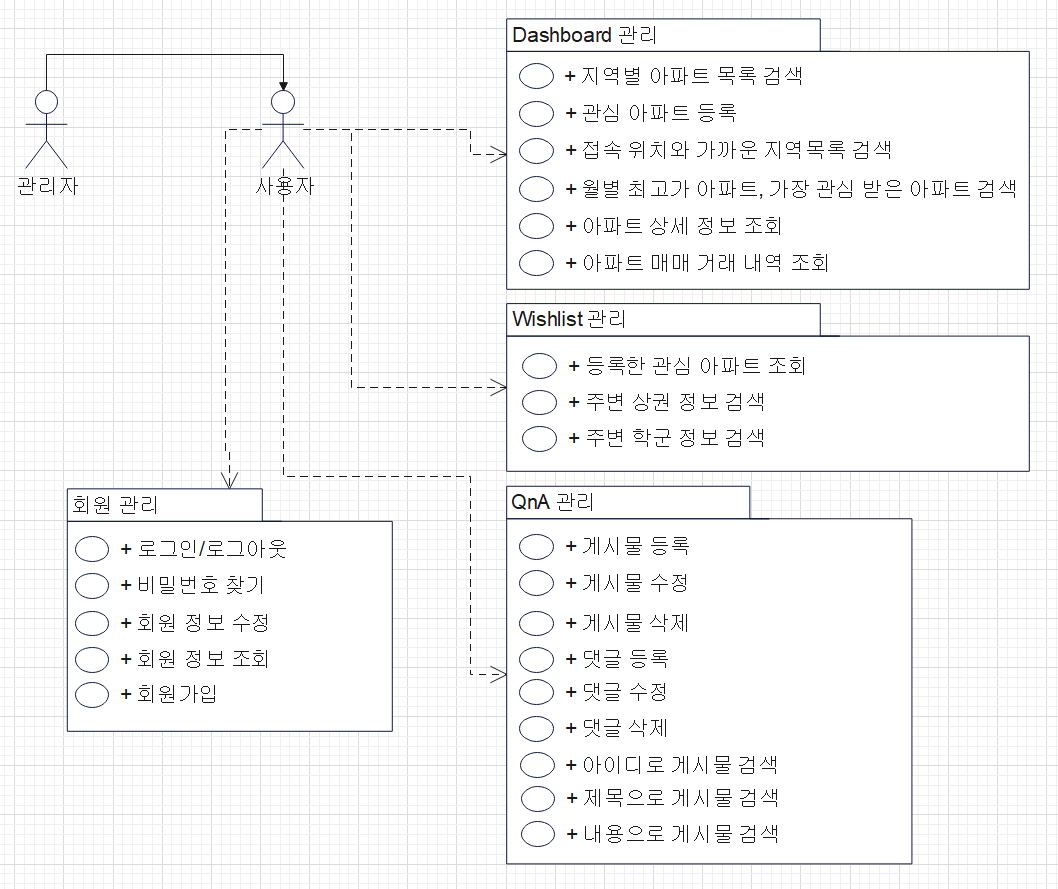 관리자
사용자
Dashboard 관리
+ 지역별 아파트 목록 검색
+ 관심 아파트 등록
+ 접속 위치와 가까운 지역목록 검색
+ 월별 최고가 아파트, 가장 관심 받은 아파트 검색
+ 아파트 상세 정보 조회
+ 아파트 매매 거래 내역 조회
Wishlist 관리
+ 등록한 관심 아파트 조회
+ 주변 상권 정보 검색
+ 주변 학군 정보 검색
회원 관리
+ 로그인/로그아웃
+ 비밀번호 찾기
+ 회원 정보 수정
+ 회원 정보 조회
+ 회원가입
QnA 관리
+ 게시물 등록
+ 게시물 수정
+ 게시물 삭제
+ 댓글 등록
+ 댓글 수정
+ 댓글 삭제
+ 아이디로 게시물 검색
+ 제목으로 게시물 검색
+ 내용으로 게시물 검색